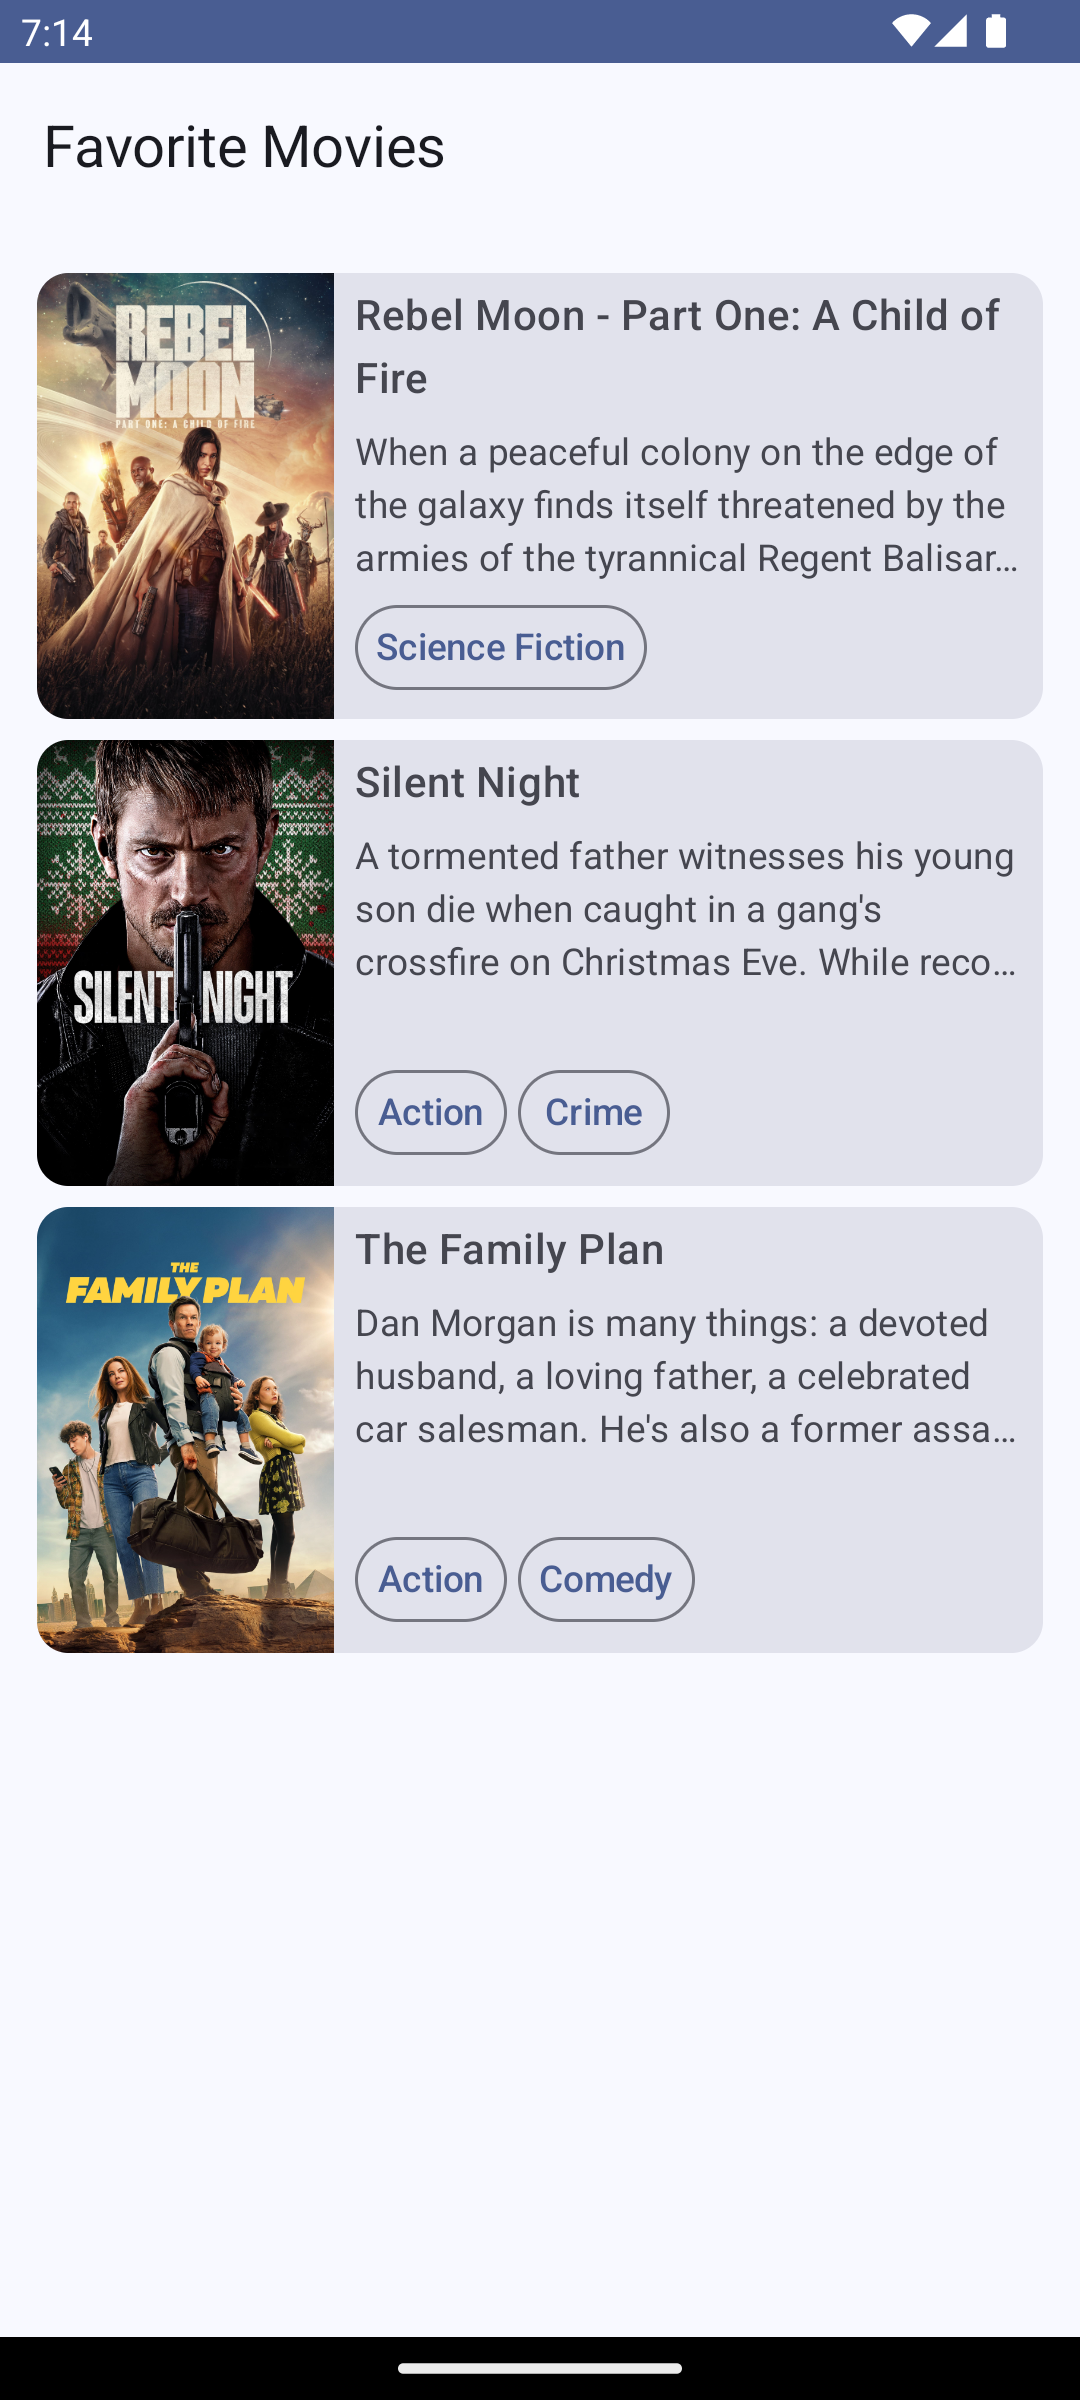 7:14
Favorite Movies
REBEL
MOON
PART ONE: A CHILD OF FIRE
Rebel Moon - Part One: A Child of
Fire
When a peaceful colony on the edge of
the galaxy finds itself threatened by the
armies of the tyrannical Regent Balisar…
Science Fiction
SILENT NIGHT
Silent Night
A tormented father witnesses his young
son die when caught in a gang's
crossfire on Christmas Eve. While reco…
Action Crime
THE
FAMILY PLAN
The Family Plan
Dan Morgan is many things: a devoted
husband, a loving father, a celebrated
car salesman. He's also a former assa…
Action Comedy